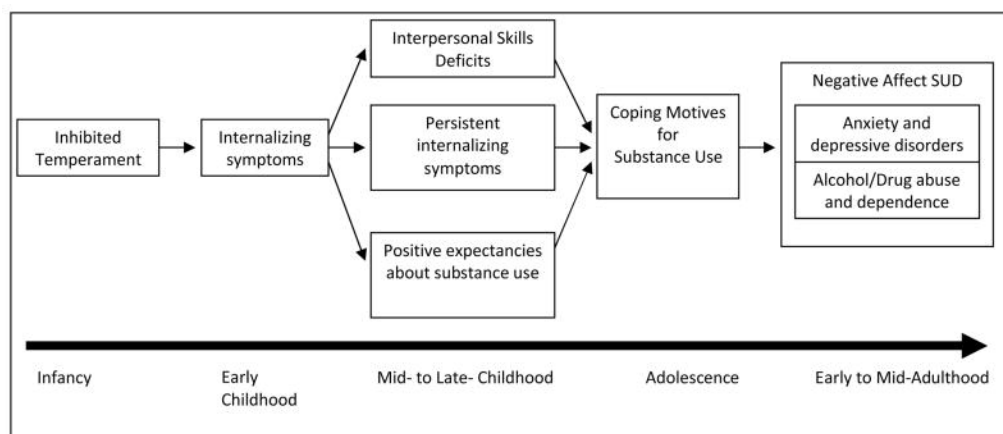 Interpersonal Skills
Deficits
Inhibited
Temperament
Internalizing
symptoms
Persistent
internalizing
symptoms
Positive expectancies
about substance use
Coping Motives
for
Substance Use
Negative Affect SUD
Anxiety and
depressive disorders
Alcohol/Drug abuse
and dependence
Infancy
Early
Childhood
Mid- to Late- Childhood
Adolescence
Early to Mid-Adulthood